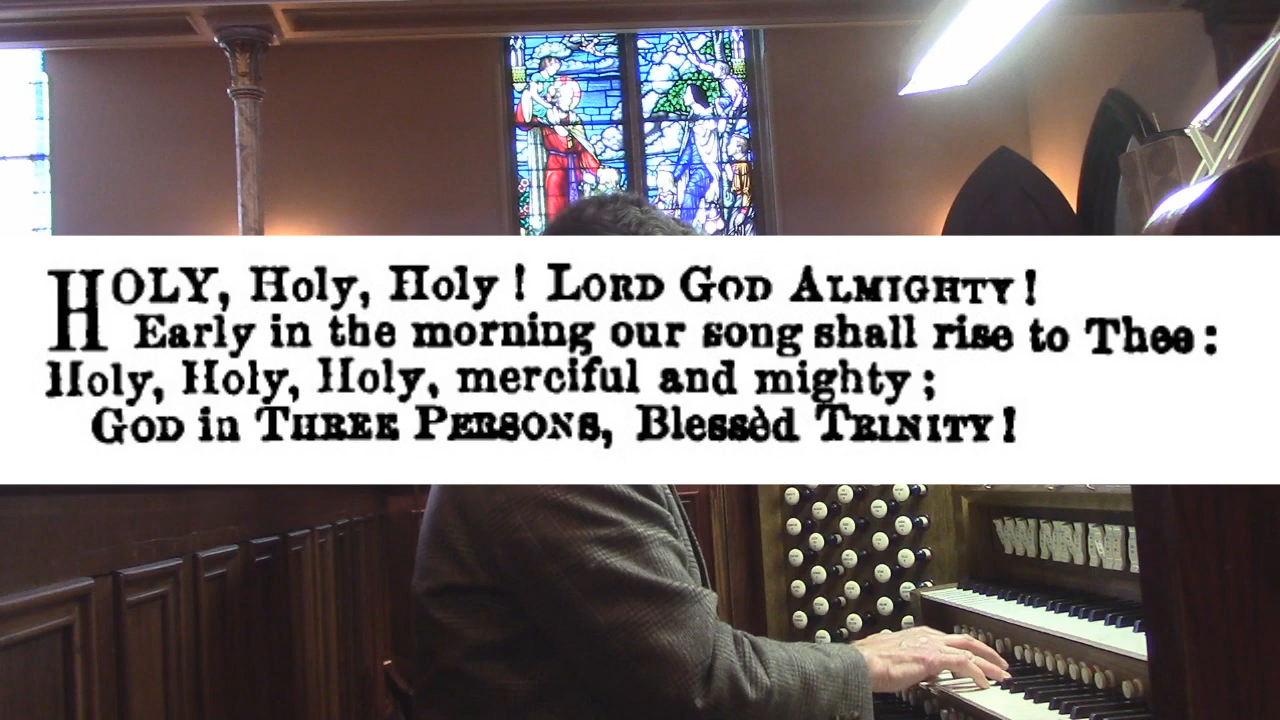 HOLY, Holy, Holy! LORD GOD ALMIGHTY!
Early in the morning our song shall rise to Thee:
Holy, Holy, Holy, merciful and mighty;
GOD in THREE PERSONS, Blessèd TRINITY!